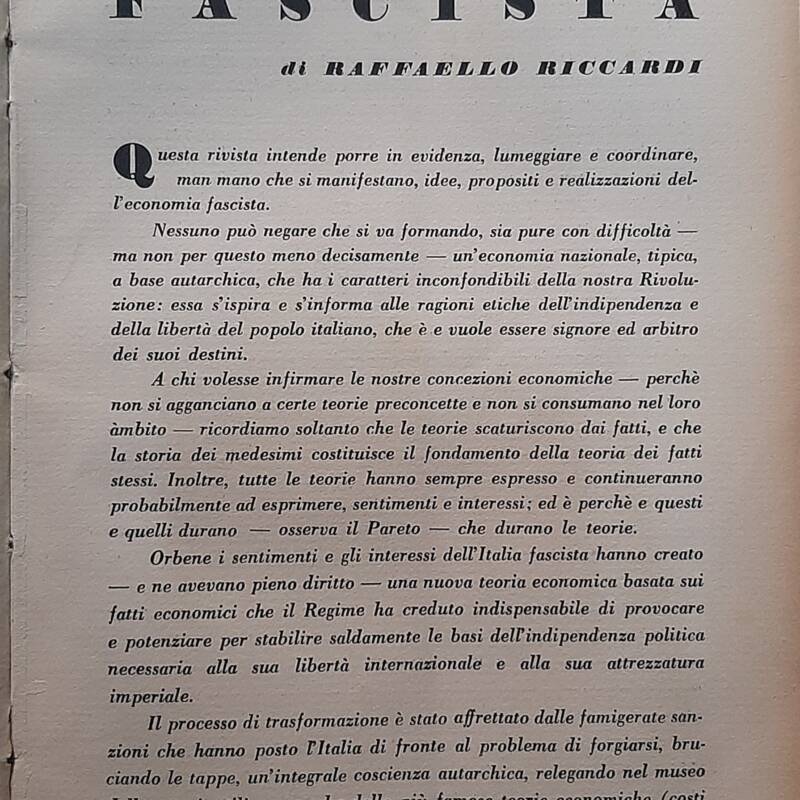 FASCISTA
di RAFFAELLO RICCARDI
Questa rivista intende porre in evidenza, lumeggiare e coordinare,
man mano che si manifestano, idee, propositi e realizzazioni del-
l'economia fascista.
Nessuno può negare che si va formando, sia pure con difficoltà —
ma non per questo meno decisamente — un'economia nazionale, tipica,
a base autarchica, che ha i caratteri inconfondibili della nostra Rivolu-
zione: essa s'ispira e s'informa alle ragioni etiche dell'indipendenza e
della libertà del popolo italiano, che è e vuole essere signore ed arbitro
dei suoi destini.
A chi volesse infirmare le nostre concezioni economiche — perchè
non si agganciano a certe teorie preconcette e non si consumano nel loro
àmbito — ricordiamo soltanto che le teorie scaturiscono dai fatti, e che
la storia dei medesimi costituisce il fondamento della teoria dei fatti
stessi. Inoltre, tutte le teorie hanno sempre espresso e continueranno
probabilmente ad esprimere, sentimenti e interessi; ed è perchè e questi
e quelli durano — osserva il Pareto — che durano le teorie.
Orbene i sentimenti e gli interessi dell'Italia fascista hanno creato
— e ne avevano pieno diritto — una nuova teoria economica basata sui
fatti economici che il Regime ha creduto indispensabile di provocare
e potenziare per stabilire saldamente le basi dell'indipendenza politica
necessaria alla sua libertà internazionale e alla sua attrezzatura
imperiale.
Il processo di trasformazione è stato affrettato dalle famigerate san-
zioni che hanno posto l'Italia di fronte al problema di forgiarsi, bru-
ciando le tappe, un'integrale coscienza autarchica, relegando nel museo
delle più famose teorie economiche (costi